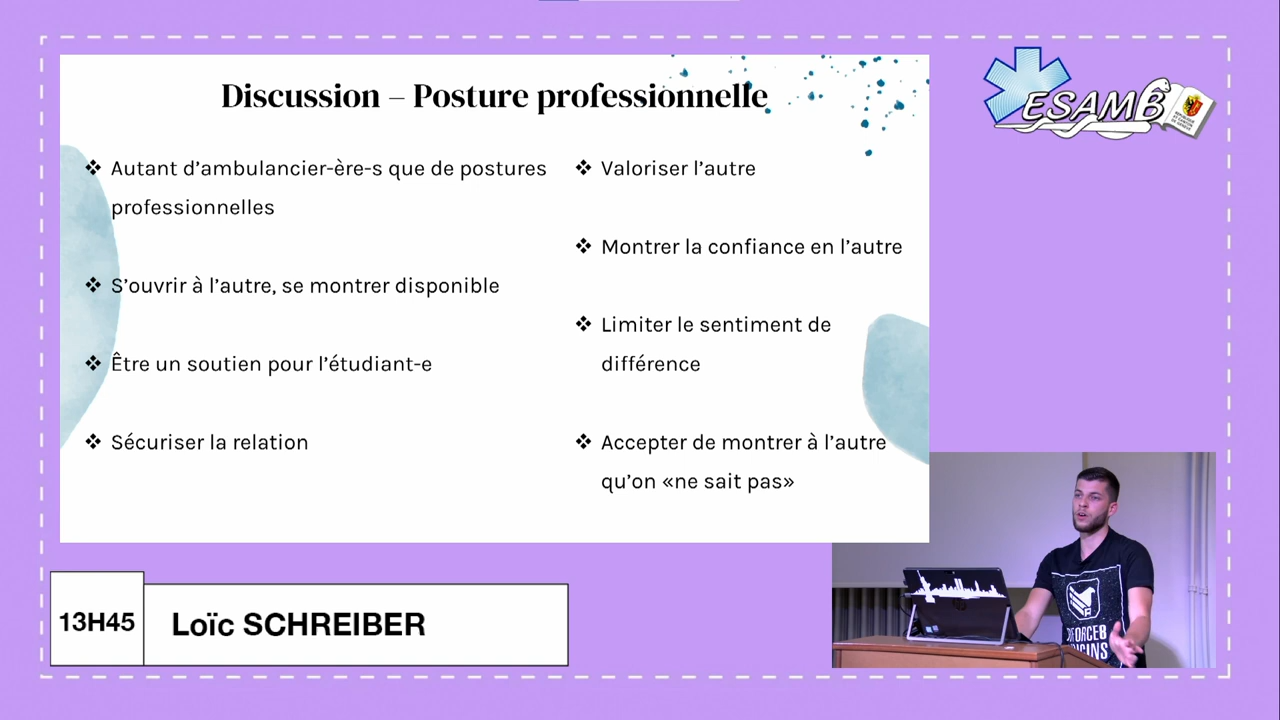 Discussion – Posture professionnelle
❖ Autant d’ambulancier-ère-s que de postures
professionnelles
❖ S’ouvrir à l’autre, se montrer disponible
❖ Être un soutien pour l’étudiant-e
❖ Sécuriser la relation
❖ Valoriser l’autre
❖ Montrer la confiance en l’autre
❖ Limiter le sentiment de
différence
❖ Accepter de montrer à l’autre
qu’on «ne sait pas»
ESAMB
13H45
Loïc SCHREIBER